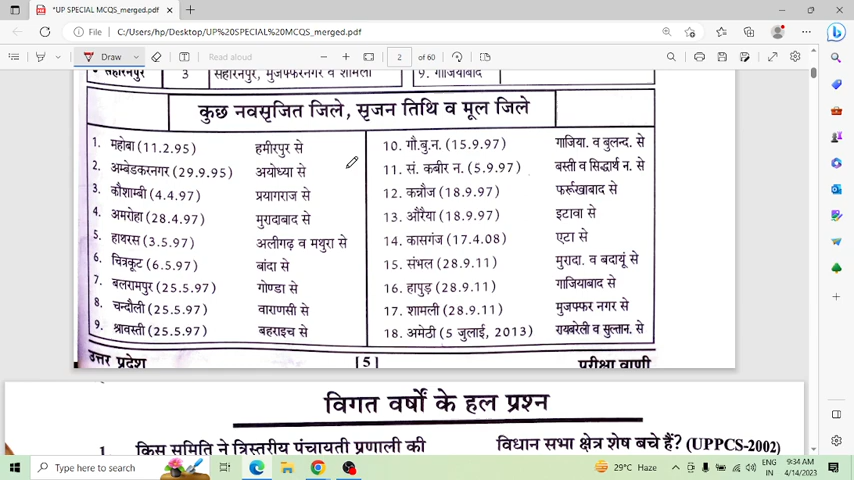 *UP SPECIAL MCQS_merged.pdf
File C:/Users/hp/Desktop/UP%20SPECIAL%20MCQS_merged.pdf
Draw Read aloud 2 of 60
सहारनपुर 3 सहारनपुर, मुजफ्फरनगर व शामली 9. गाजियाबाद
कुछ नवसृजित जिले, सृजन तिथि व मूल जिले
1. महोबा (11.2.95) हमीरपुर से
2. अम्बेडकरनगर (29.9.95) अयोध्या से
3. कौशाम्बी (4.4.97) प्रयागराज से
4. अमरोहा (28.4.97) मुरादाबाद से
5. हाथरस (3.5.97) अलीगढ़ व मथुरा से
6. चित्रकूट (6.5.97) बांदा से
7. बलरामपुर (25.5.97) गोण्डा से
8. चन्दौली (25.5.97) वाराणसी से
9. श्रावस्ती (25.5.97) बहराइच से
10. गौ.बु.न. (15.9.97) गाजिया. व बुलन्द. से
11. सं. कबीर न. (5.9.97) बस्ती व सिद्धार्थ न. से
12. कन्नौज (18.9.97) फर्रूखाबाद से
13. औरैया (18.9.97) इटावा से
14. कासगंज (17.4.08) एटा से
15. संभल (28.9.11) मुरादा. व बदायूं से
16. हापुड़ (28.9.11) गाजियाबाद से
17. शामली (28.9.11) मुजफ्फर नगर से
18. अमेठी (5 जुलाई, 2013) रायबरेली व सुल्तान. से
उत्तर प्रदेश [5] परीक्षा वाणी
विगत वर्षों के हल प्रश्न
1. किस समिति ने त्रिस्तरीय पंचायती प्रणाली की
विधान सभा क्षेत्र शेष बचे हैं? (UPPCS-2002)
Type here to search
29°C Haze
ENG
IN
9:34 AM
4/14/2023